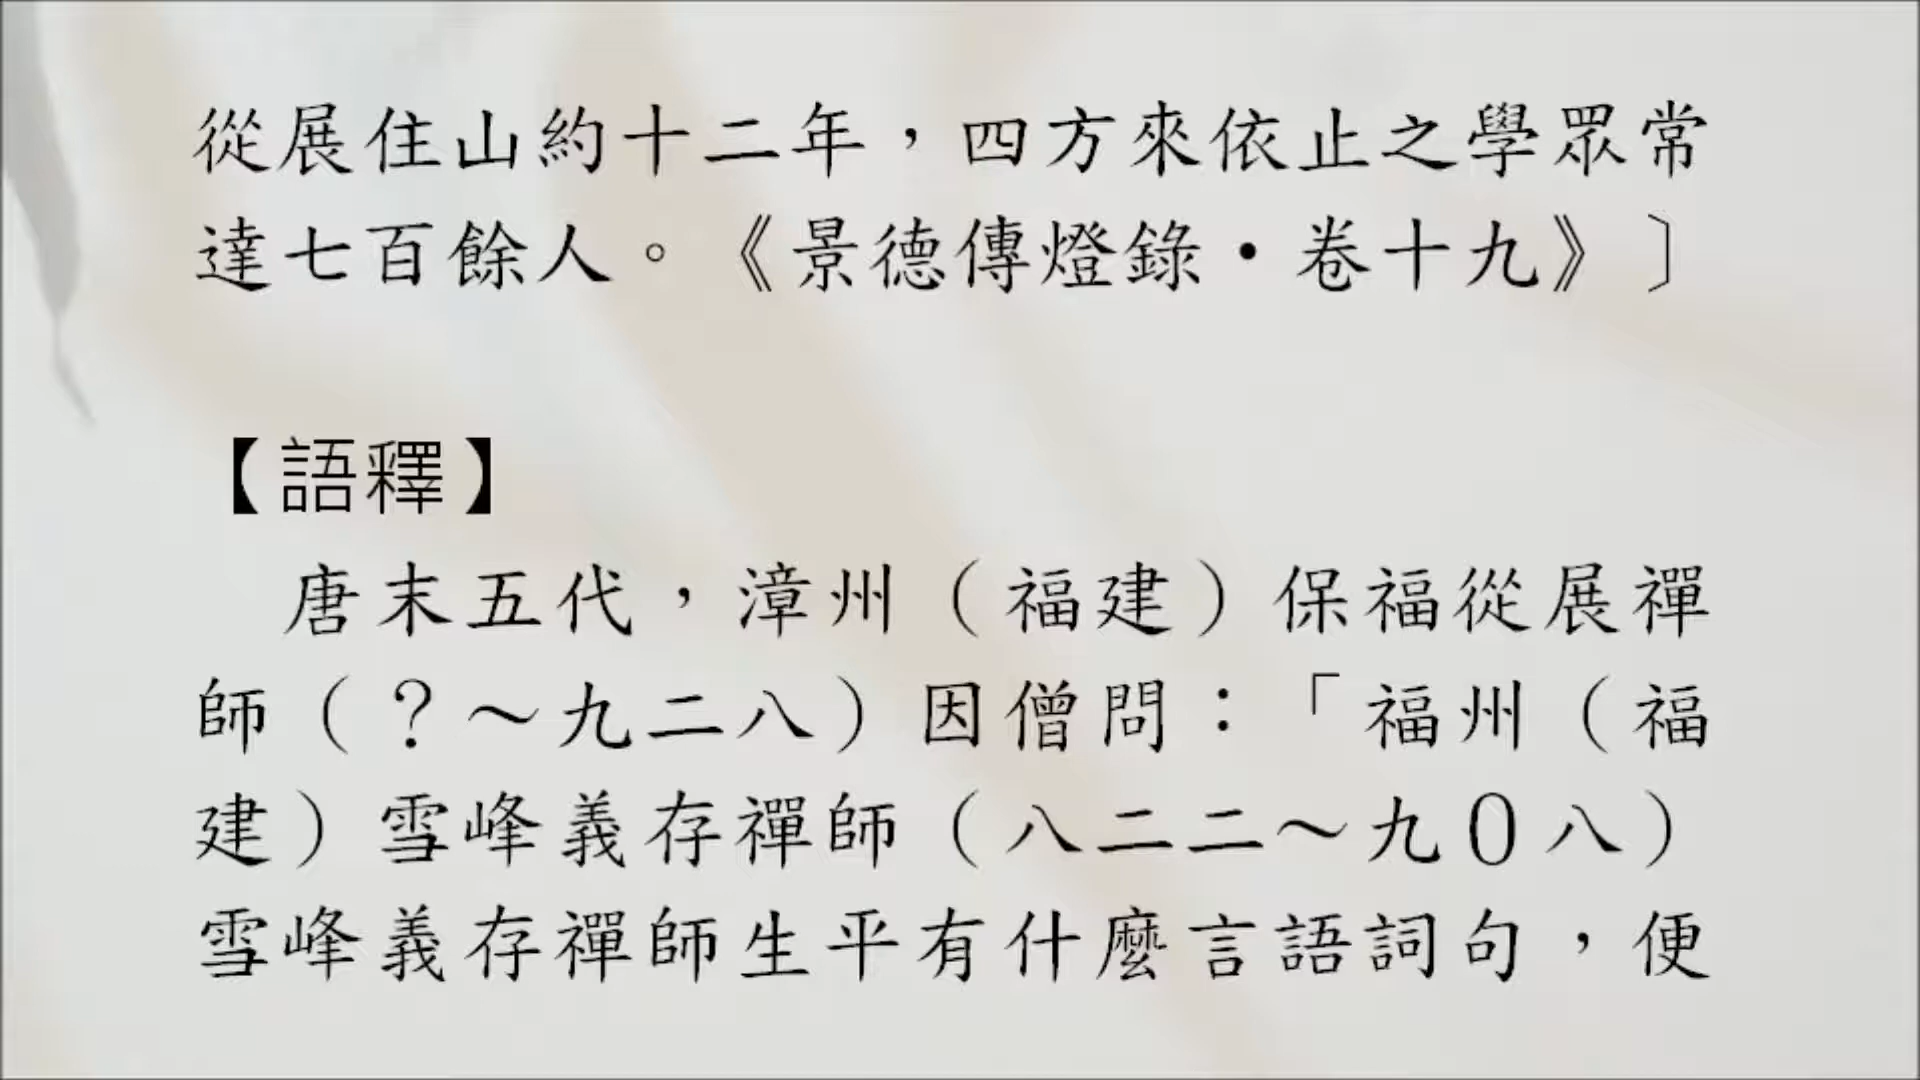 從展住山約十二年，四方來依止之學眾常
達七百餘人。《景德傳燈錄・卷十九》〕
【語釋】
唐末五代，漳州（福建）保福從展禪
師（？～九二八）因僧問：「福州（福
建）雪峰義存禪師（八二二～九０八）
雪峰義存禪師生平有什麼言語詞句，便